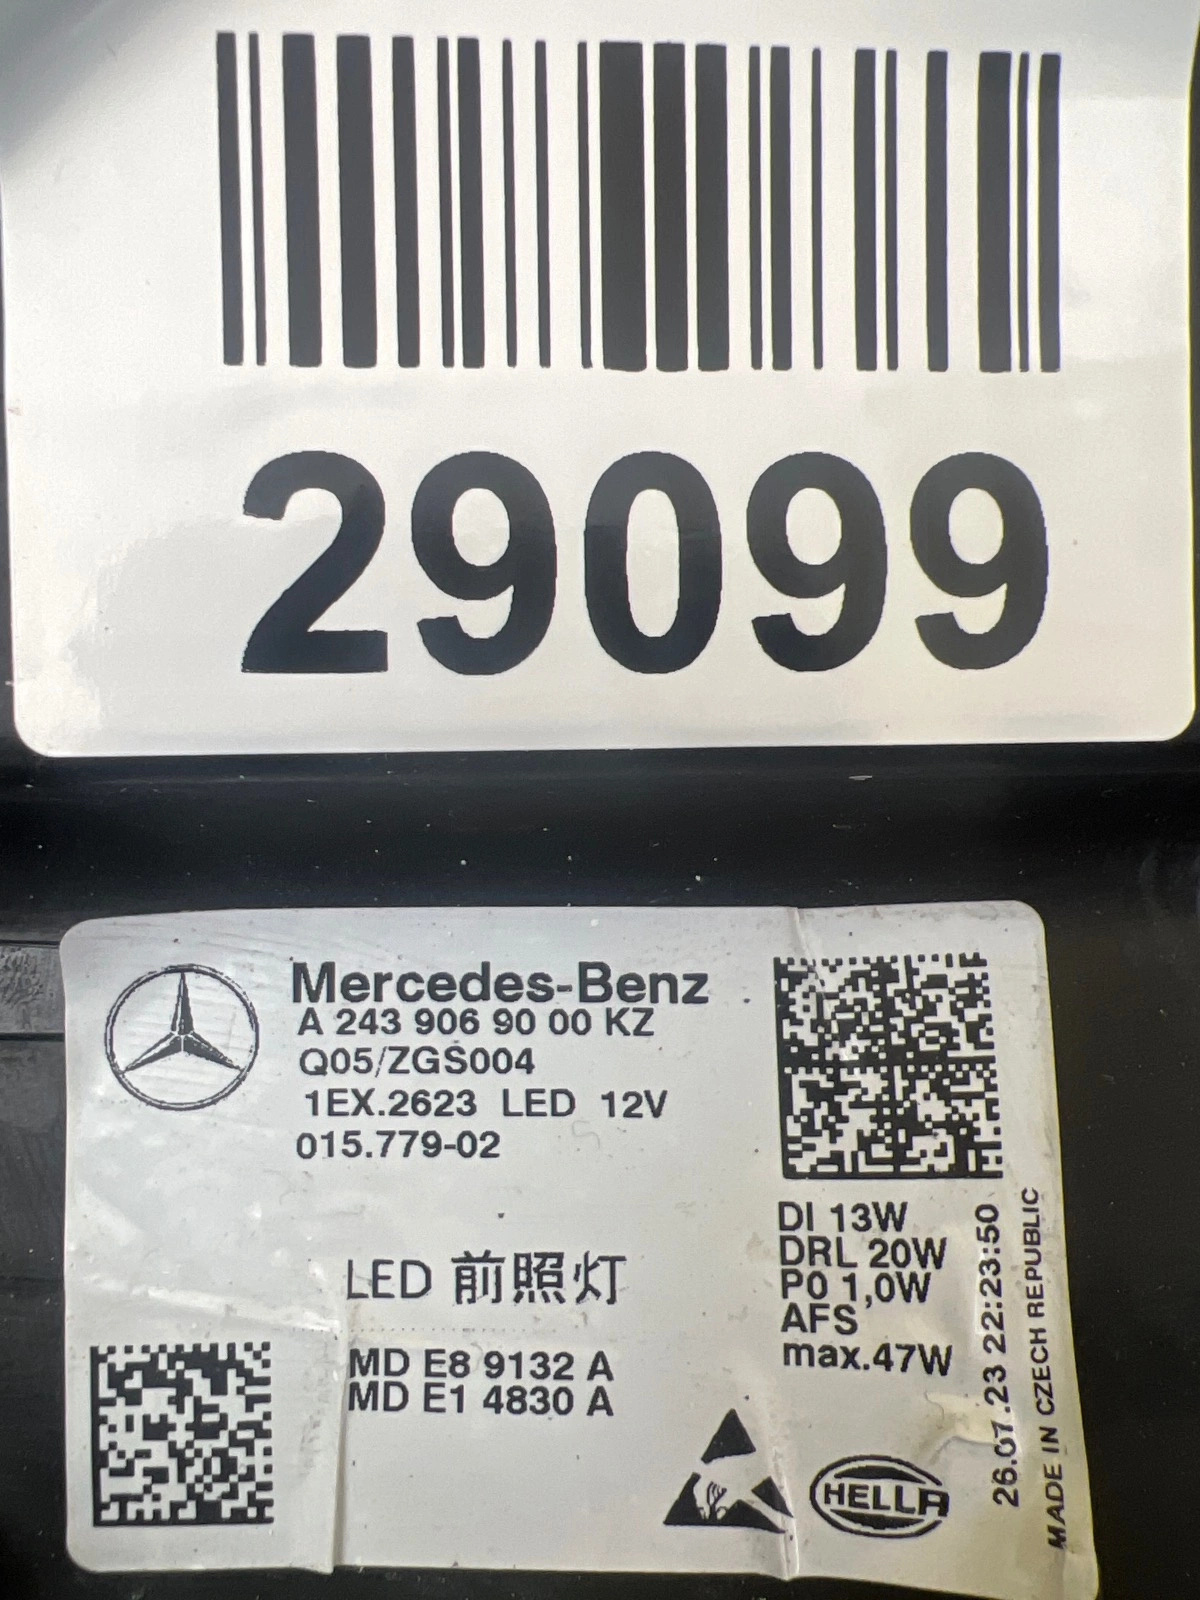 29099
Mercedes-Benz
A 243 906 90 00 KZ
Q05/ZGS004
1EX.2623 LED 12V
015.779-02
LED 前照灯
MD E8 9132 A
MD E1 4830 A
DI 13W
DRL 20W
PO 1,0W
AFS
max.47W
26.07.23 22:23:50
MADE IN CZECH REPUBLIC
HELLA